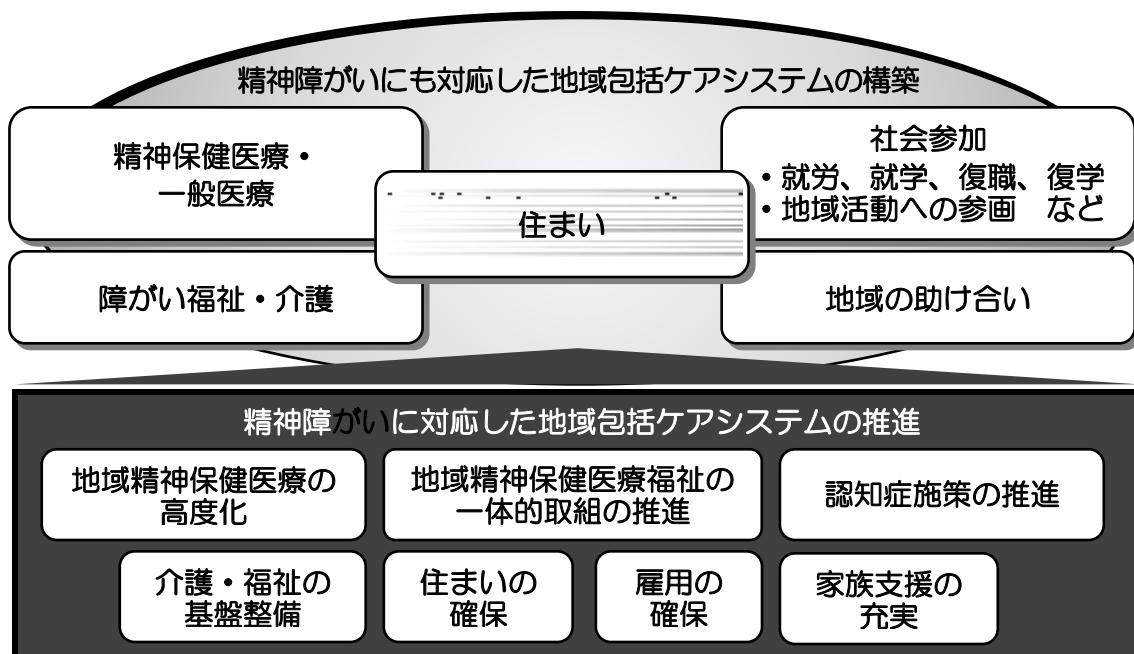 精神障がいにも対応した地域包括ケアシステムの構築
精神保健医療・
一般医療
社会参加
・就労、就学、復職、復学
・地域活動への参画　など
住まい
障がい福祉・介護
地域の助け合い
精神障がいに対応した地域包括ケアシステムの推進
地域精神保健医療の
高度化
地域精神保健医療福祉の
一体的取組の推進
認知症施策の推進
介護・福祉の
基盤整備
住まいの
確保
雇用の
確保
家族支援の
充実